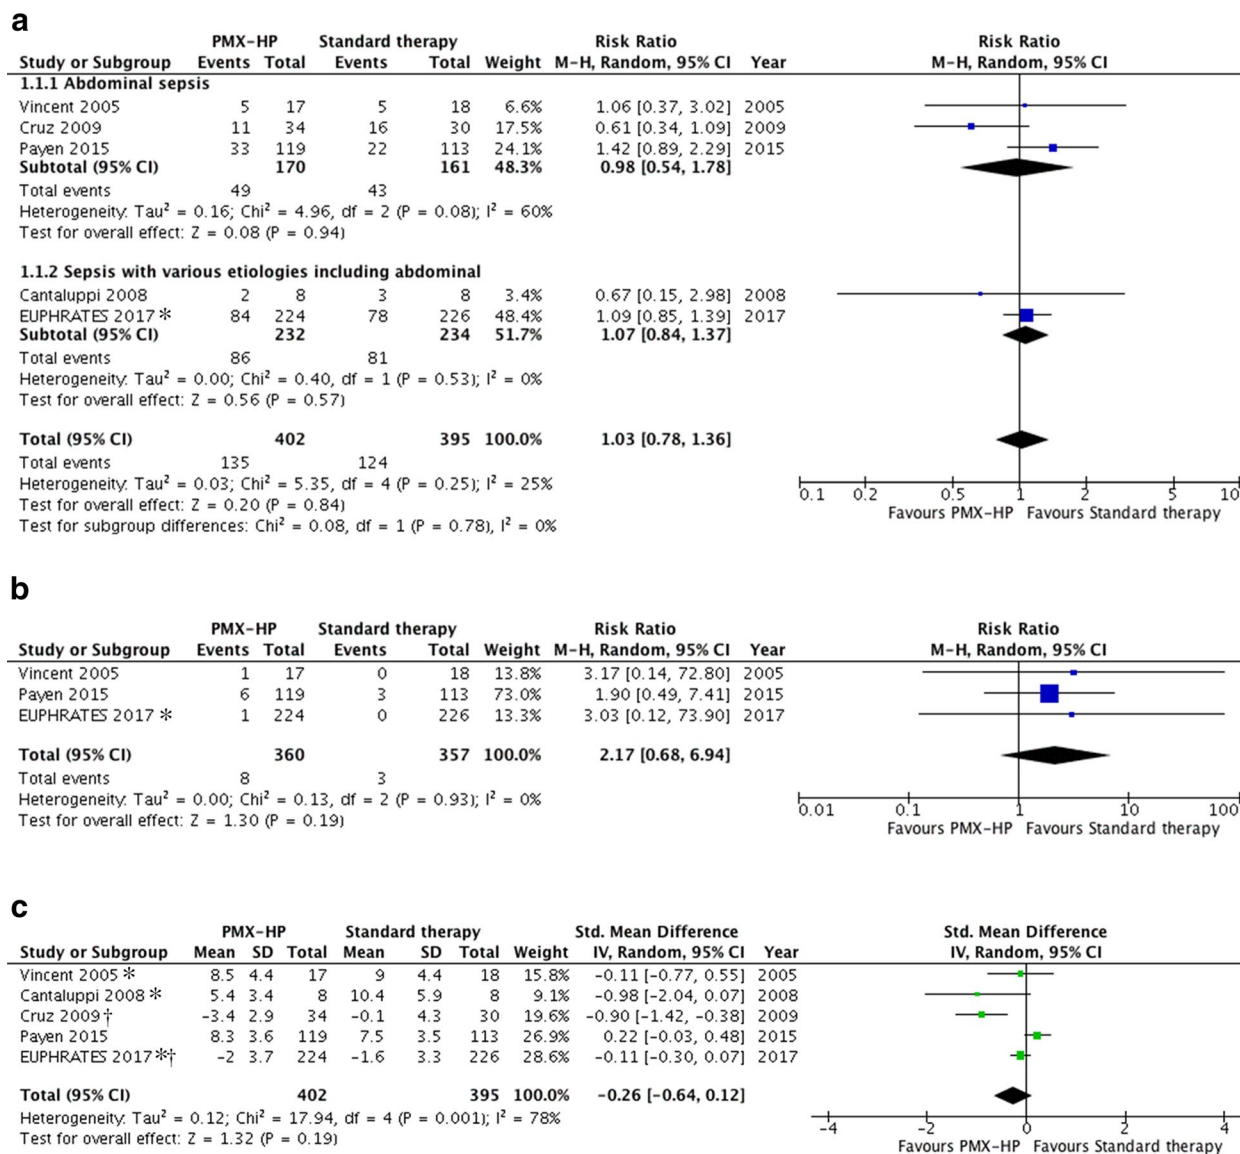 a
PMX-HP Standard therapy Risk Ratio Risk Ratio
Study or Subgroup Events Total Events Total Weight M-H, Random, 95% CI Year M-H, Random, 95% CI
1.1.1 Abdominal sepsis
Vincent 2005 5 17 5 18 6.6% 1.06 [0.37, 3.02] 2005
Cruz 2009 11 34 16 30 17.5% 0.61 [0.34, 1.09] 2009
Payen 2015 33 119 22 113 24.1% 1.42 [0.89, 2.29] 2015
Subtotal (95% CI) 170 161 48.3% 0.98 [0.54, 1.78]
Total events 49 43
Heterogeneity: Tau² = 0.16; Chi² = 4.96, df = 2 (P = 0.08); I² = 60%
Test for overall effect: Z = 0.08 (P = 0.94)
1.1.2 Sepsis with various etiologies including abdominal
Cantaluppi 2008 2 8 3 8 3.4% 0.67 [0.15, 2.98] 2008
EUPHRATES 2017 * 84 224 78 226 48.4% 1.09 [0.85, 1.39] 2017
Subtotal (95% CI) 232 234 51.7% 1.07 [0.84, 1.37]
Total events 86 81
Heterogeneity: Tau² = 0.00; Chi² = 0.40, df = 1 (P = 0.53); I² = 0%
Test for overall effect: Z = 0.56 (P = 0.57)
Total (95% CI) 402 395 100.0% 1.03 [0.78, 1.36]
Total events 135 124
Heterogeneity: Tau² = 0.03; Chi² = 5.35, df = 4 (P = 0.25); I² = 25%
Test for overall effect: Z = 0.20 (P = 0.84)
Test for subgroup differences: Chi² = 0.08, df = 1 (P = 0.78), I² = 0%
0.1 0.2 0.5 1 2 5 10
Favours PMX-HP Favours Standard therapy
b
PMX-HP Standard therapy Risk Ratio Risk Ratio
Study or Subgroup Events Total Events Total Weight M-H, Random, 95% CI Year M-H, Random, 95% CI
Vincent 2005 1 17 0 18 13.8% 3.17 [0.14, 72.80] 2005
Payen 2015 6 119 3 113 73.0% 1.90 [0.49, 7.41] 2015
EUPHRATES 2017 * 1 224 0 226 13.3% 3.03 [0.12, 73.90] 2017
Total (95% CI) 360 357 100.0% 2.17 [0.68, 6.94]
Total events 8 3
Heterogeneity: Tau² = 0.00; Chi² = 0.13, df = 2 (P = 0.93); I² = 0%
Test for overall effect: Z = 1.30 (P = 0.19)
0.01 0.1 1 10 100
Favours PMX-HP Favours Standard therapy
c
PMX-HP Standard therapy Std. Mean Difference Std. Mean Difference
Study or Subgroup Mean SD Total Mean SD Total Weight IV, Random, 95% CI Year IV, Random, 95% CI
Vincent 2005 * 8.5 4.4 17 9 4.4 18 15.8% -0.11 [-0.77, 0.55] 2005
Cantaluppi 2008 * 5.4 3.4 8 10.4 5.9 8 9.1% -0.98 [-2.04, 0.07] 2008
Cruz 2009 † -3.4 2.9 34 -0.1 4.3 30 19.6% -0.90 [-1.42, -0.38] 2009
Payen 2015 8.3 3.6 119 7.5 3.5 113 26.9% 0.22 [-0.03, 0.48] 2015
EUPHRATES 2017 *† -2 3.7 224 -1.6 3.3 226 28.6% -0.11 [-0.30, 0.07] 2017
Total (95% CI) 402 395 100.0% -0.26 [-0.64, 0.12]
Heterogeneity: Tau² = 0.12; Chi² = 17.94, df = 4 (P = 0.001); I² = 78%
Test for overall effect: Z = 1.32 (P = 0.19)
-4 -2 0 2 4
Favours PMX-HP Favours Standard therapy